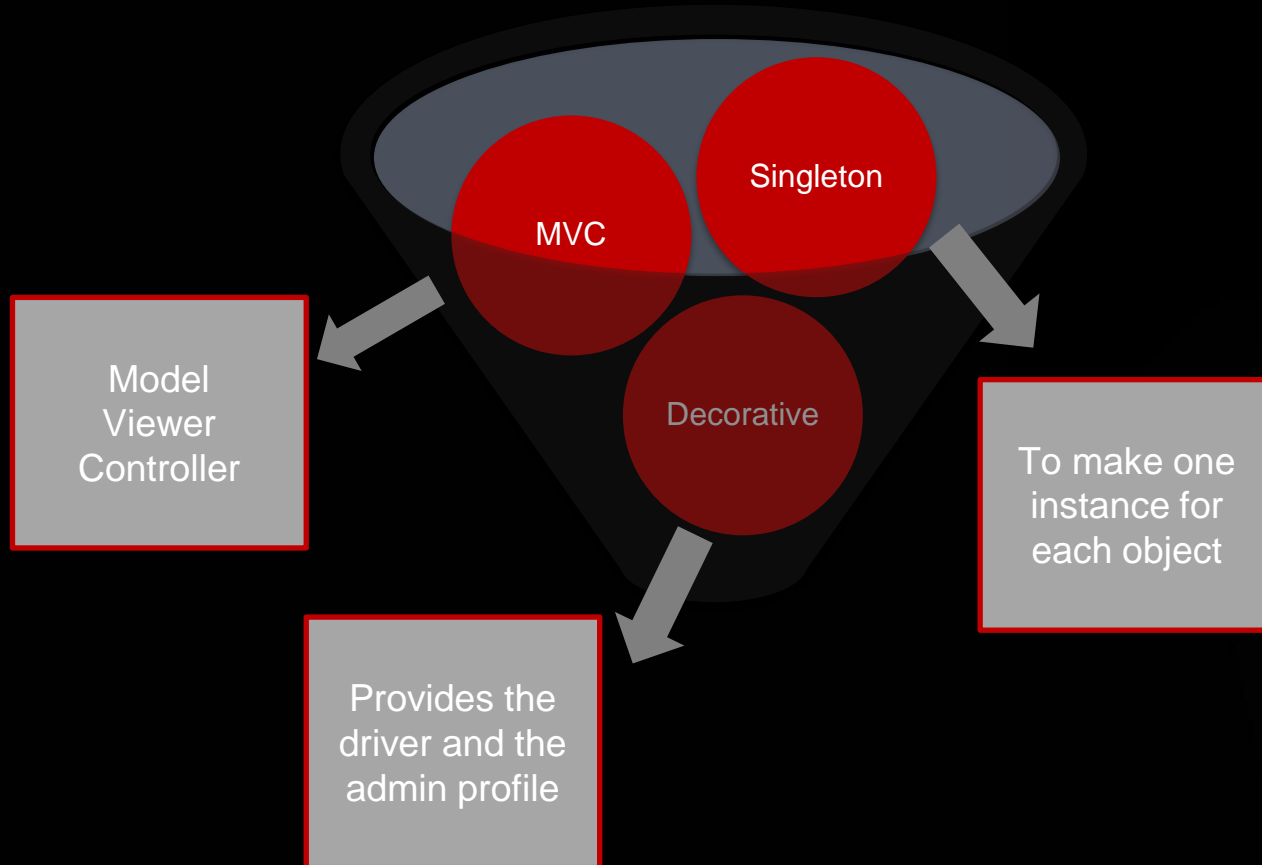 Singleton
MVC
Decorative
Model
Viewer
Controller
To make one
instance for
each object
Provides the
driver and the
admin profile